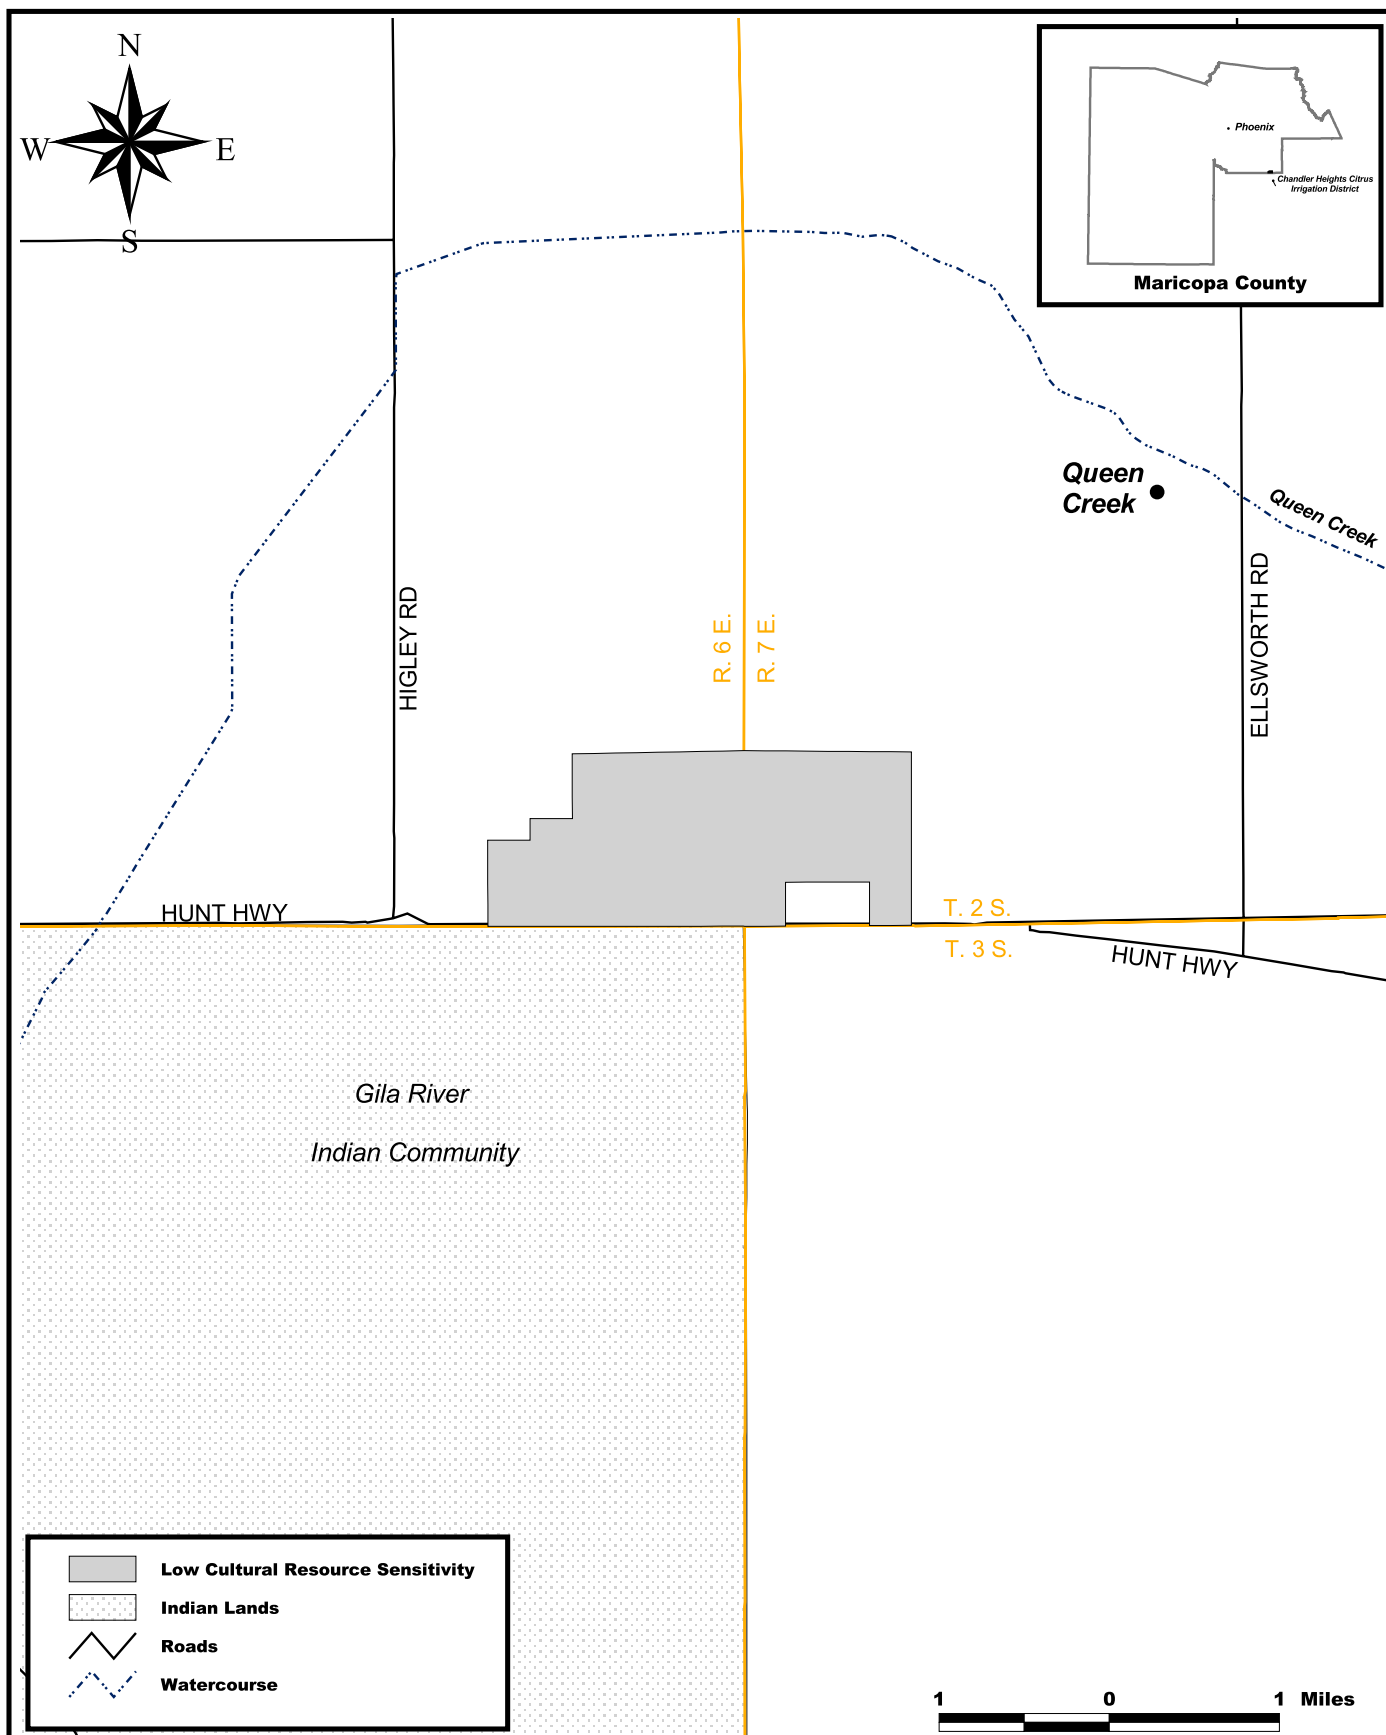 N
W
E
S
Phoenix
Chandler Heights Citrus
Irrigation District
Maricopa County
Queen
Creek
Queen Creek
HIGLEY RD
R. 6 E.
R. 7 E.
ELLSWORTH RD
HUNT HWY
T. 2 S.
T. 3 S.
HUNT HWY
Gila River
Indian Community
Low Cultural Resource Sensitivity
Indian Lands
Roads
Watercourse
1 0 1 Miles